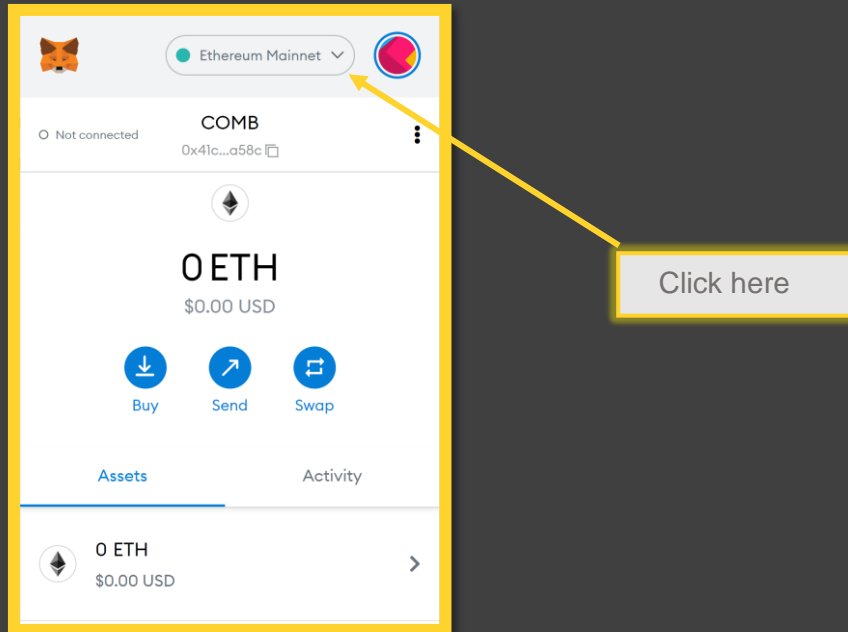 Ethereum Mainnet
Not connected
COMB
0x41c...a58c
0 ETH
$0.00 USD
Buy
Send
Swap
Assets
Activity
0 ETH
$0.00 USD
Click here